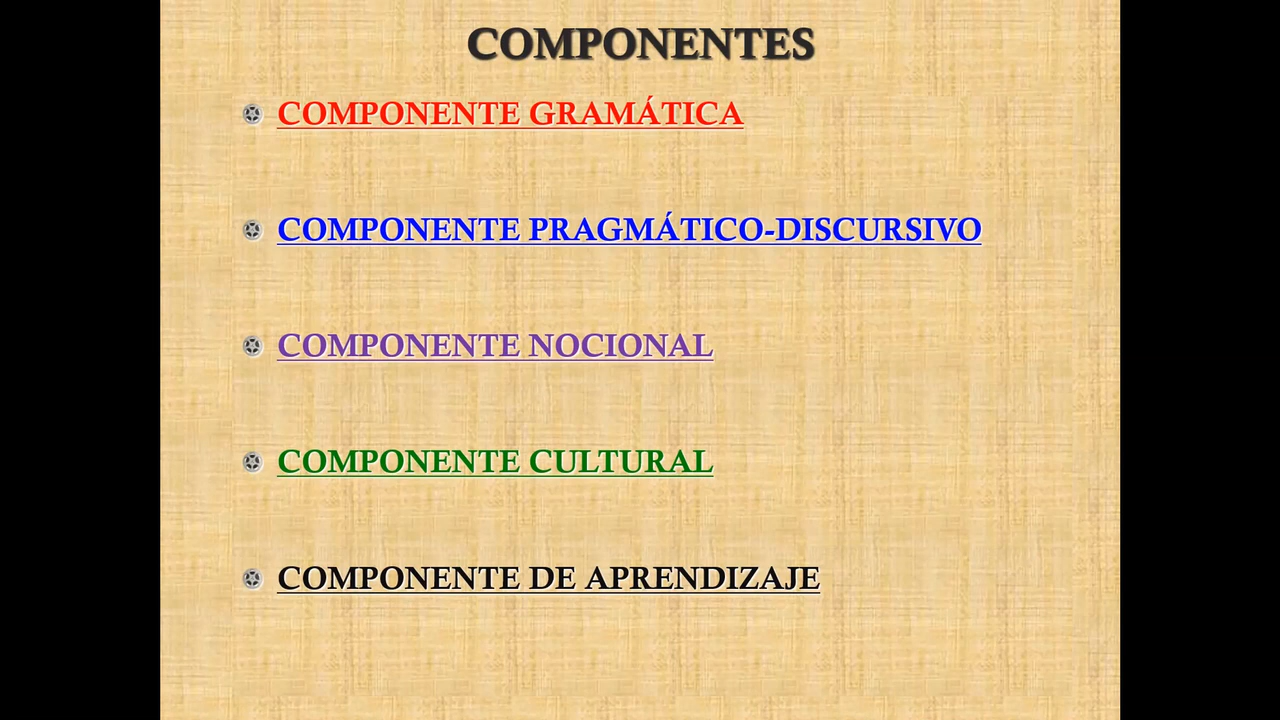 COMPONENTES
COMPONENTE GRAMÁTICA
COMPONENTE PRAGMÁTICO-DISCURSIVO
COMPONENTE NOCIONAL
COMPONENTE CULTURAL
COMPONENTE DE APRENDIZAJE